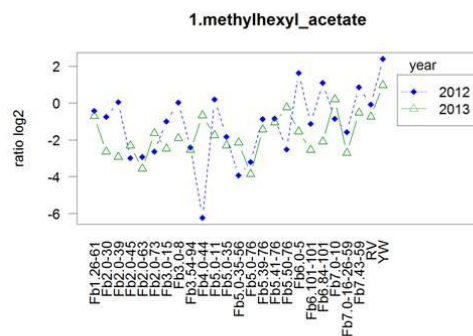 1.methylhexyl_acetate
year
2012
2013
ratio log2
2
0
-2
-4
-6
Fb1.26-61
Fb2.0-30
Fb2.0-39
Fb2.0-45
Fb2.0-63
Fb2.0-73
Fb3.0-15
Fb3.0-8
Fb3.54-94
Fb4.0-44
Fb5.0-11
Fb5.0-35
Fb5.0-35-56
Fb5.0-76
Fb5.39-76
Fb5.41-76
Fb5.50-76
Fb6.0-5
Fb6.101-101
Fb6.84-101
Fb7.0-10
Fb7.0-16-26-59
Fb7.43-59
RV
YW